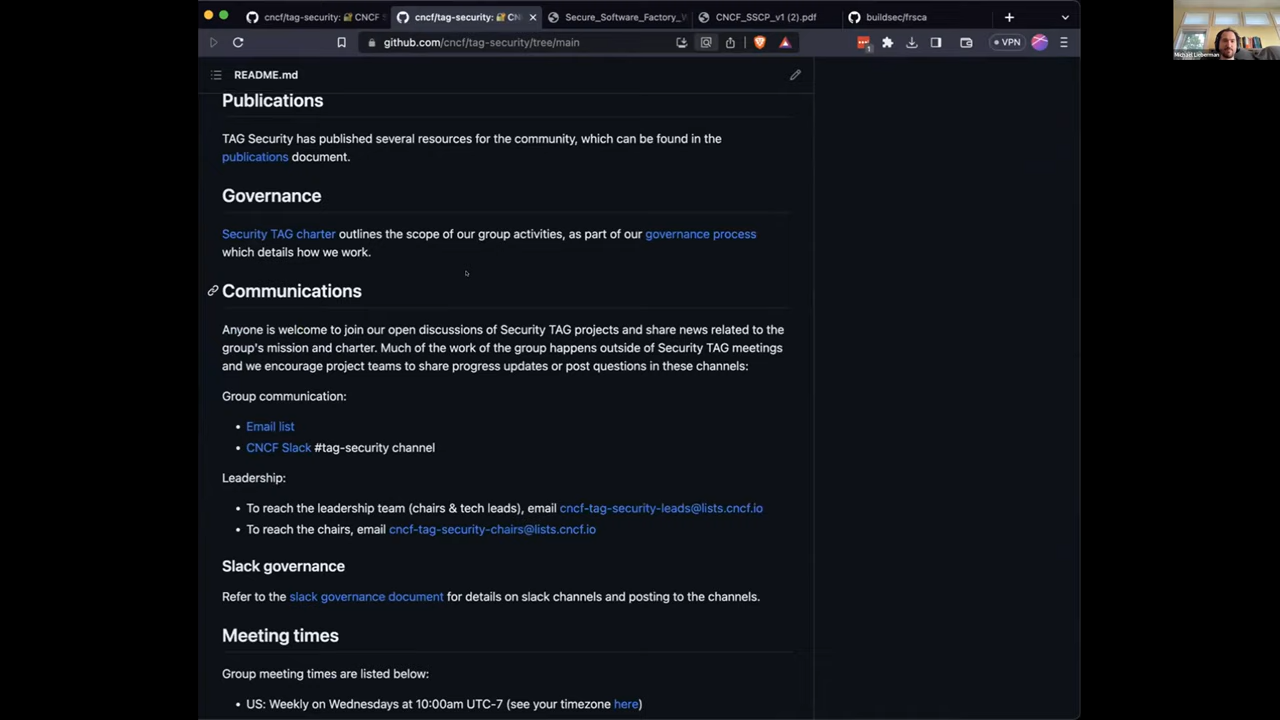 cncf/tag-security: 🔐 CNCF S
cncf/tag-security: 🔐 CN
Secure_Software_Factory_W
CNCF_SSCP_v1 (2).pdf
buildsec/frsca
github.com/cncf/tag-security/tree/main
1
VPN
Michael Lieberman
README.md
Publications
TAG Security has published several resources for the community, which can be found in the
publications document.
Governance
Security TAG charter outlines the scope of our group activities, as part of our governance process
which details how we work.
Communications
Anyone is welcome to join our open discussions of Security TAG projects and share news related to the
group's mission and charter. Much of the work of the group happens outside of Security TAG meetings
and we encourage project teams to share progress updates or post questions in these channels:
Group communication:
• Email list
• CNCF Slack #tag-security channel
Leadership:
• To reach the leadership team (chairs & tech leads), email cncf-tag-security-leads@lists.cncf.io
• To reach the chairs, email cncf-tag-security-chairs@lists.cncf.io
Slack governance
Refer to the slack governance document for details on slack channels and posting to the channels.
Meeting times
Group meeting times are listed below:
• US: Weekly on Wednesdays at 10:00am UTC-7 (see your timezone here)